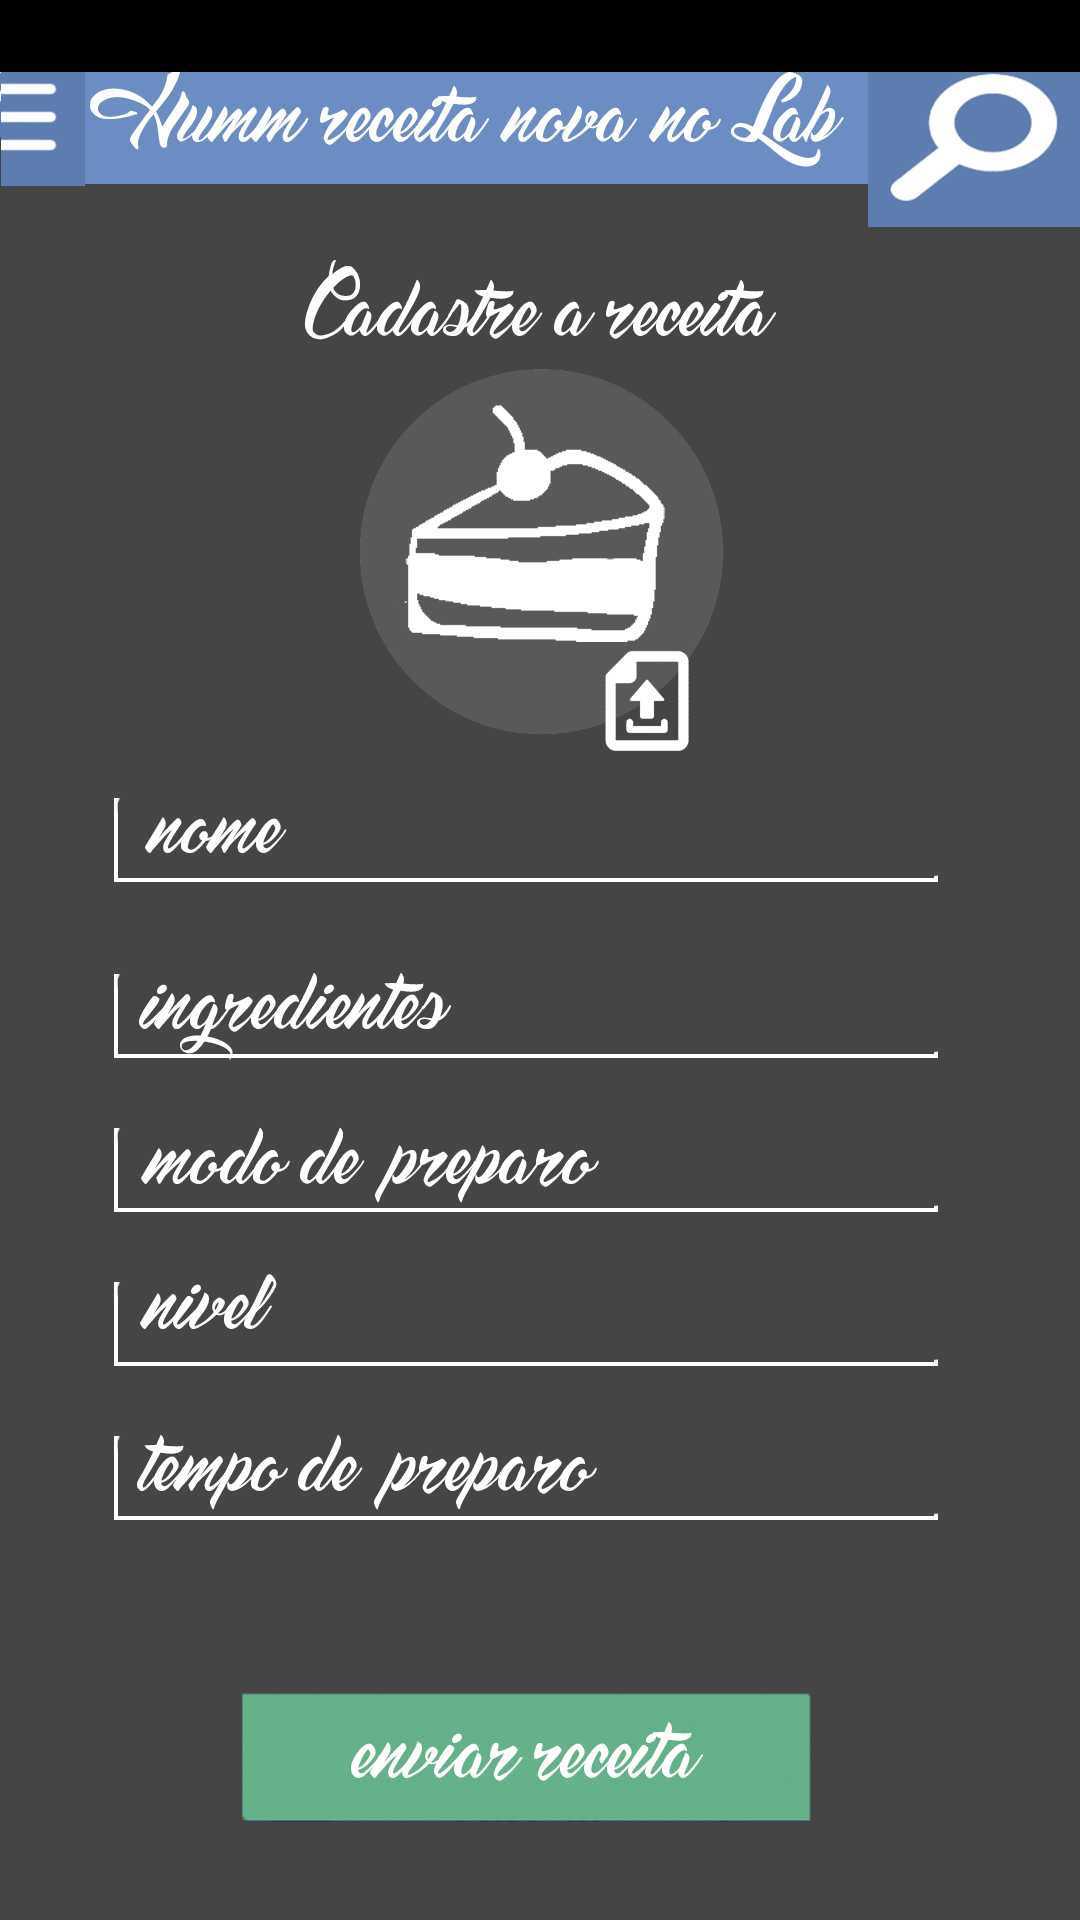 Humm receita nova no Lab
Cadastre a receita
nome
ingredientes
modo de preparo
nivel
tempo de preparo
enviar receita